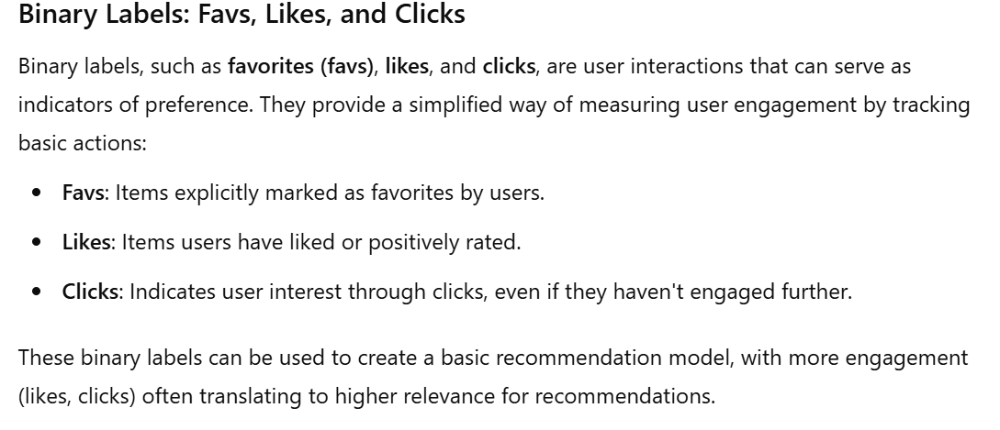 Binary Labels: Favs, Likes, and Clicks
Binary labels, such as favorites (favs), likes, and clicks, are user interactions that can serve as
indicators of preference. They provide a simplified way of measuring user engagement by tracking
basic actions:
• Favs: Items explicitly marked as favorites by users.
• Likes: Items users have liked or positively rated.
• Clicks: Indicates user interest through clicks, even if they haven't engaged further.
These binary labels can be used to create a basic recommendation model, with more engagement
(likes, clicks) often translating to higher relevance for recommendations.